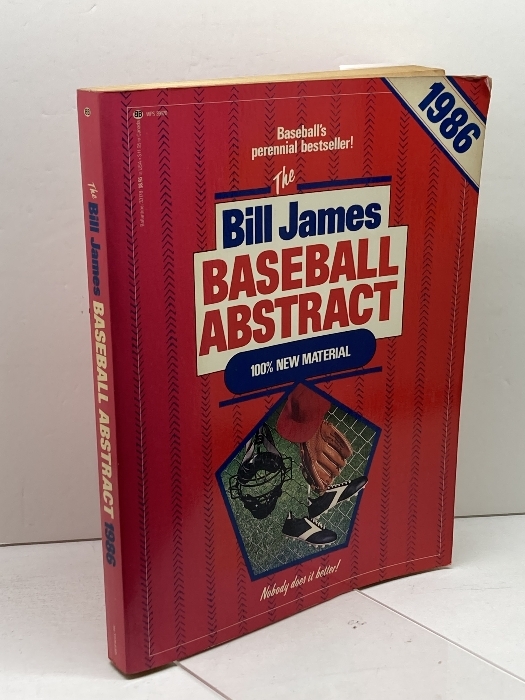 The Bill James BASEBALL ABSTRACT 1986
BB
1986
Baseball's
perennial bestseller!
The
Bill James
BASEBALL
ABSTRACT
100% NEW MATERIAL
Nobody does it better!